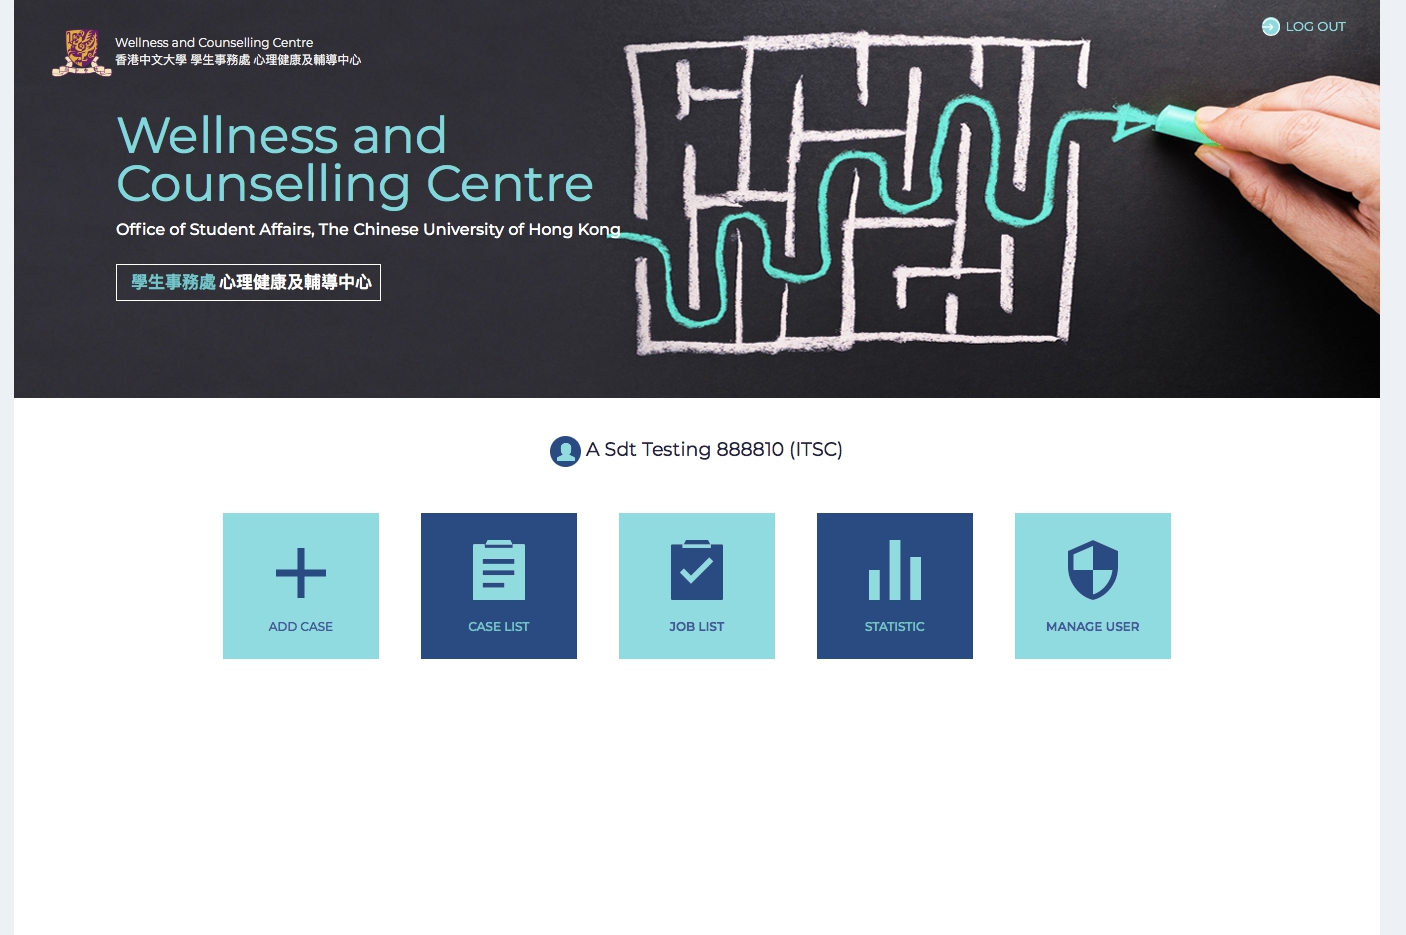 Wellness and Counselling Centre
香港中文大學 學生事務處 心理健康及輔導中心
LOG OUT
Wellness and
Counselling Centre
Office of Student Affairs, The Chinese University of Hong Kong
學生事務處 心理健康及輔導中心
A Sdt Testing 888810 (ITSC)
ADD CASE
CASE LIST
JOB LIST
STATISTIC
MANAGE USER